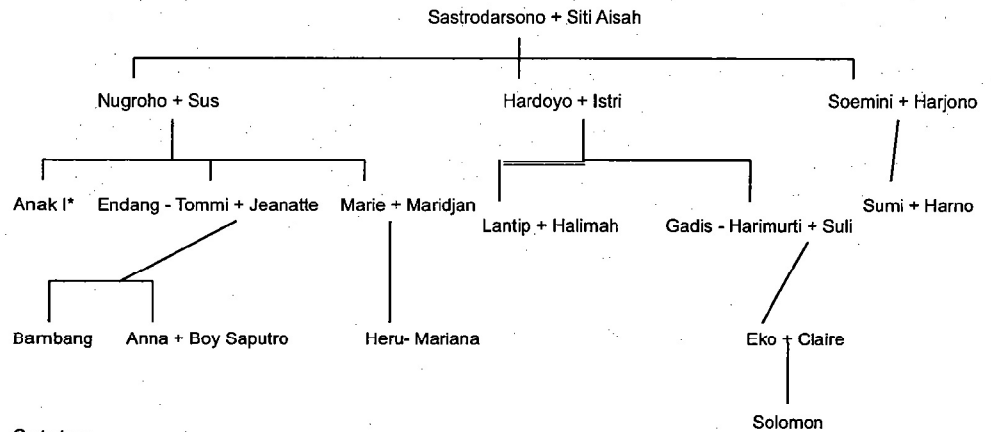 Sastrodarsono + Siti Aisah
Nugroho + Sus Hardoyo + Istri Soemini + Harjono
Anak I* Endang - Tommi + Jeanatte Marie + Maridjan Sumi + Harno
Lantip + Halimah Gadis - Harimurti + Suli
Bambang Anna + Boy Saputro Heru- Mariana Eko + Claire
Solomon